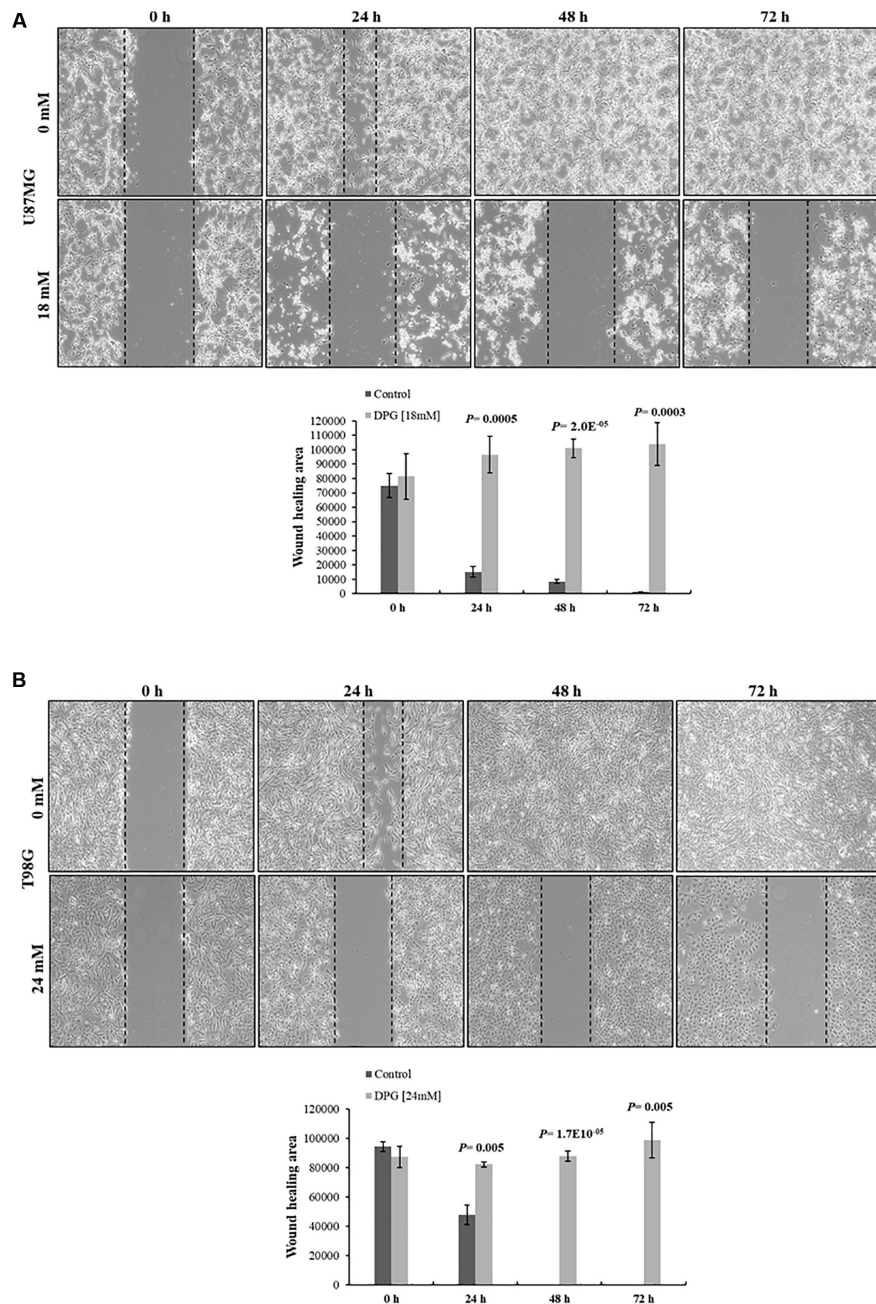 A
0 h 24 h 48 h 72 h
U87MG
0 mM
18 mM
Control
DPG [18mM]
P= 0.0005
P= 2.0E-05
P= 0.0003
Wound healing area
120000
110000
100000
90000
80000
70000
60000
50000
40000
30000
20000
10000
0
0 h 24 h 48 h 72 h
B
0 h 24 h 48 h 72 h
T98G
0 mM
24 mM
Control
DPG [24mM]
P= 0.005
P= 1.7E10-05
P= 0.005
Wound healing area
120000
100000
80000
60000
40000
20000
0
0 h 24 h 48 h 72 h